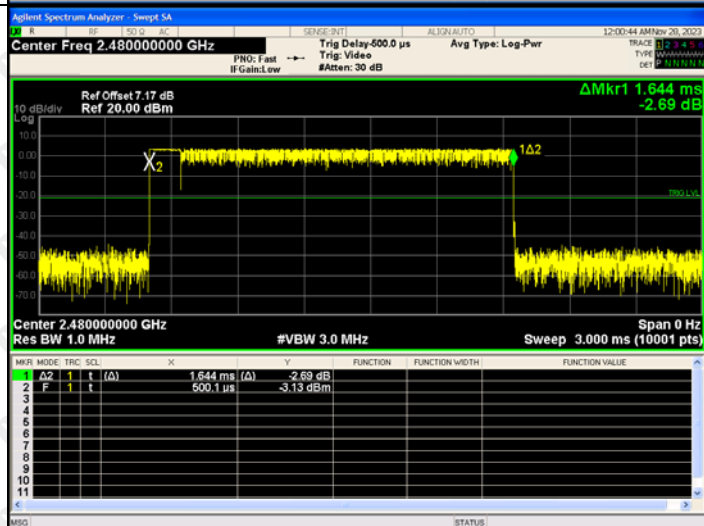 Agilent Spectrum Analyzer - Swept SA
R RF 50 Ω AC SENSE:INT ALIGNAUTO 12:00:44 AM Nov 28, 2023
Center Freq 2.480000000 GHz
PNO: Fast
IFGain:Low
Trig Delay-500.0 µs
Trig: Video
#Atten: 30 dB
Avg Type: Log-Pwr
TRACE 1 2 3 4 5 6
TYPE
DET P N N N N N
ΔMkr1 1.644 ms
-2.69 dB
Ref Offset 7.17 dB
10 dB/div Ref 20.00 dBm
Log
10.0
0.00
-10.0
-20.0
-30.0
-40.0
-50.0
-60.0
-70.0
X2
1Δ2
TRIG LVL
Center 2.480000000 GHz Span 0 Hz
Res BW 1.0 MHz #VBW 3.0 MHz Sweep 3.000 ms (10001 pts)
MKR MODE TRC SCL X Y FUNCTION FUNCTION WIDTH FUNCTION VALUE
1 Δ2 1 t (Δ) 1.644 ms (Δ) -2.69 dB
2 F 1 t 500.1 µs -3.13 dBm
3
4
5
6
7
8
9
10
11
MSG STATUS